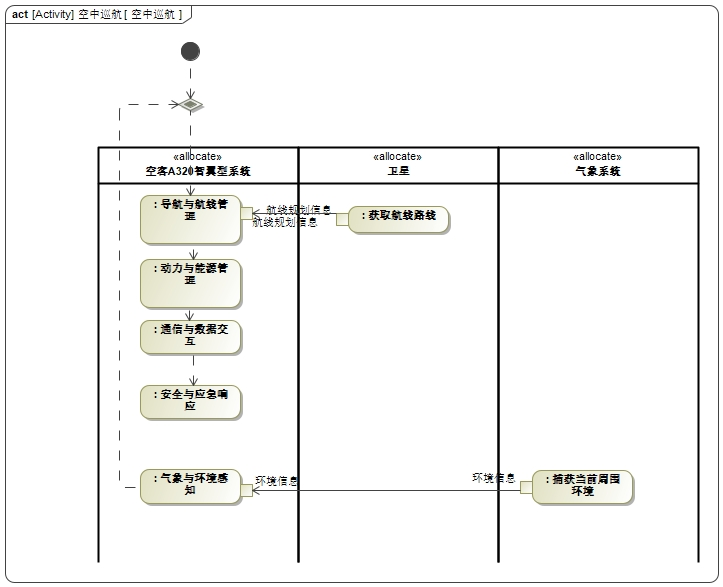 act [Activity] 空中巡航[ 空中巡航 ]
«allocate»
空客A320智翼型系统
«allocate»
卫星
«allocate»
气象系统
: 导航与航线管
理
航线规划信息
航线规划信息
: 获取航线路线
: 动力与能源管
理
: 通信与数据交
互
: 安全与应急响
应
: 气象与环境感
知
环境信息
环境信息
: 捕获当前周围
环境